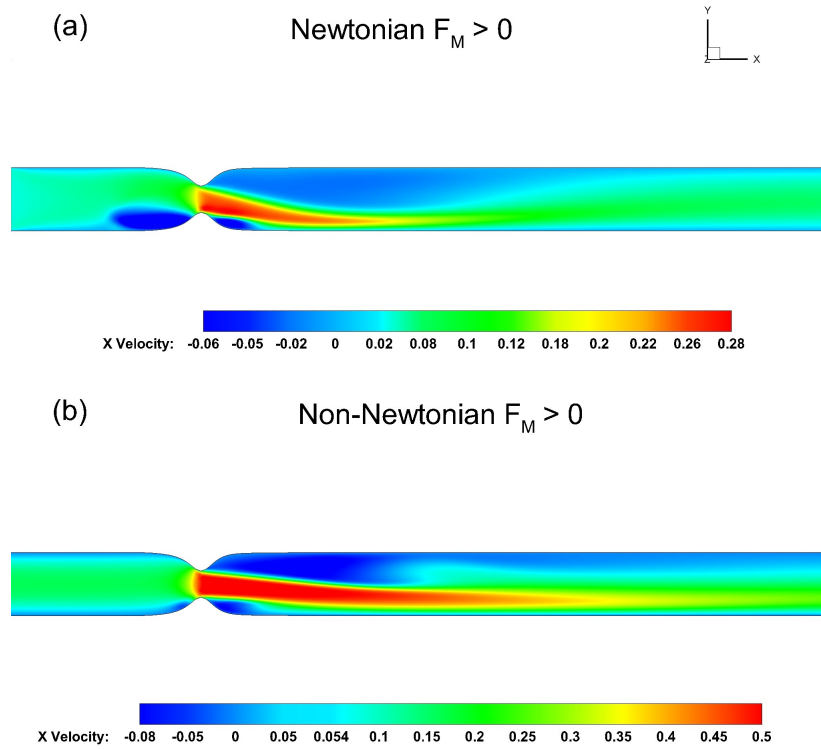 (a)
Newtonian F_M > 0
Y
Z
X
X Velocity: -0.06 -0.05 -0.02 0 0.02 0.08 0.1 0.12 0.18 0.2 0.22 0.26 0.28
(b)
Non-Newtonian F_M > 0
X Velocity: -0.08 -0.05 0 0.05 0.054 0.1 0.15 0.2 0.25 0.3 0.35 0.4 0.45 0.5